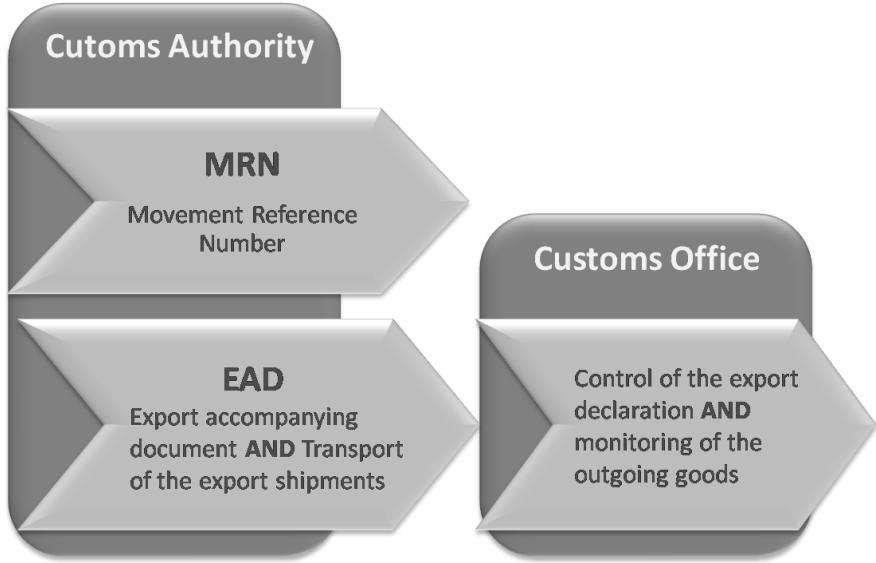 Cutoms Authority
MRN
Movement Reference
Number
EAD
Export accompanying
document AND Transport
of the export shipments
Customs Office
Control of the export
declaration AND
monitoring of the
outgoing goods